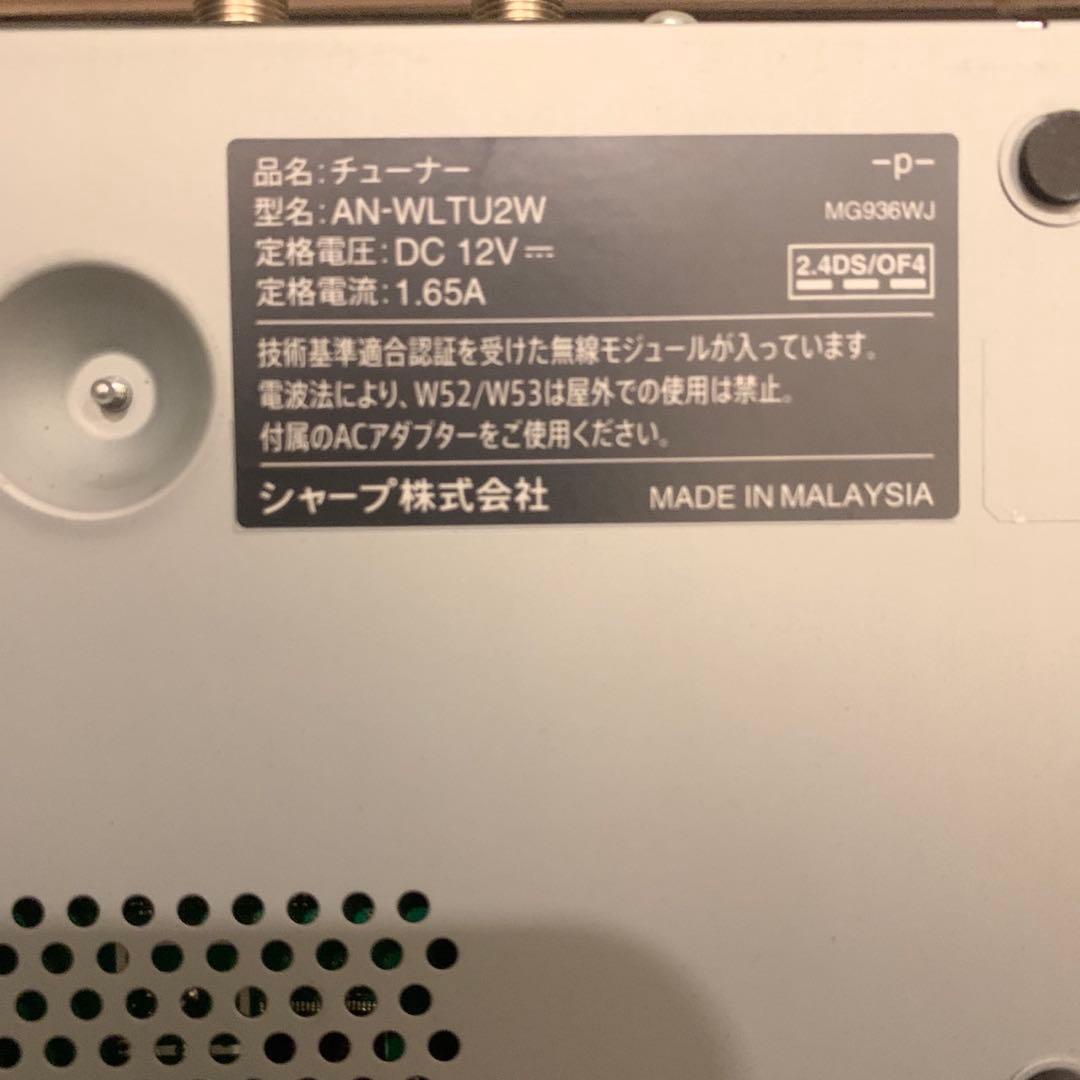 品名:チューナー
-p-
型名:AN-WLTU2W
MG936WJ
定格電圧:DC 12V⎓
2.4DS/OF4
定格電流:1.65A
技術基準適合認証を受けた無線モジュールが入っています。
電波法により、W52/W53は屋外での使用は禁止。
付属のACアダプターをご使用ください。
シャープ株式会社
MADE IN MALAYSIA